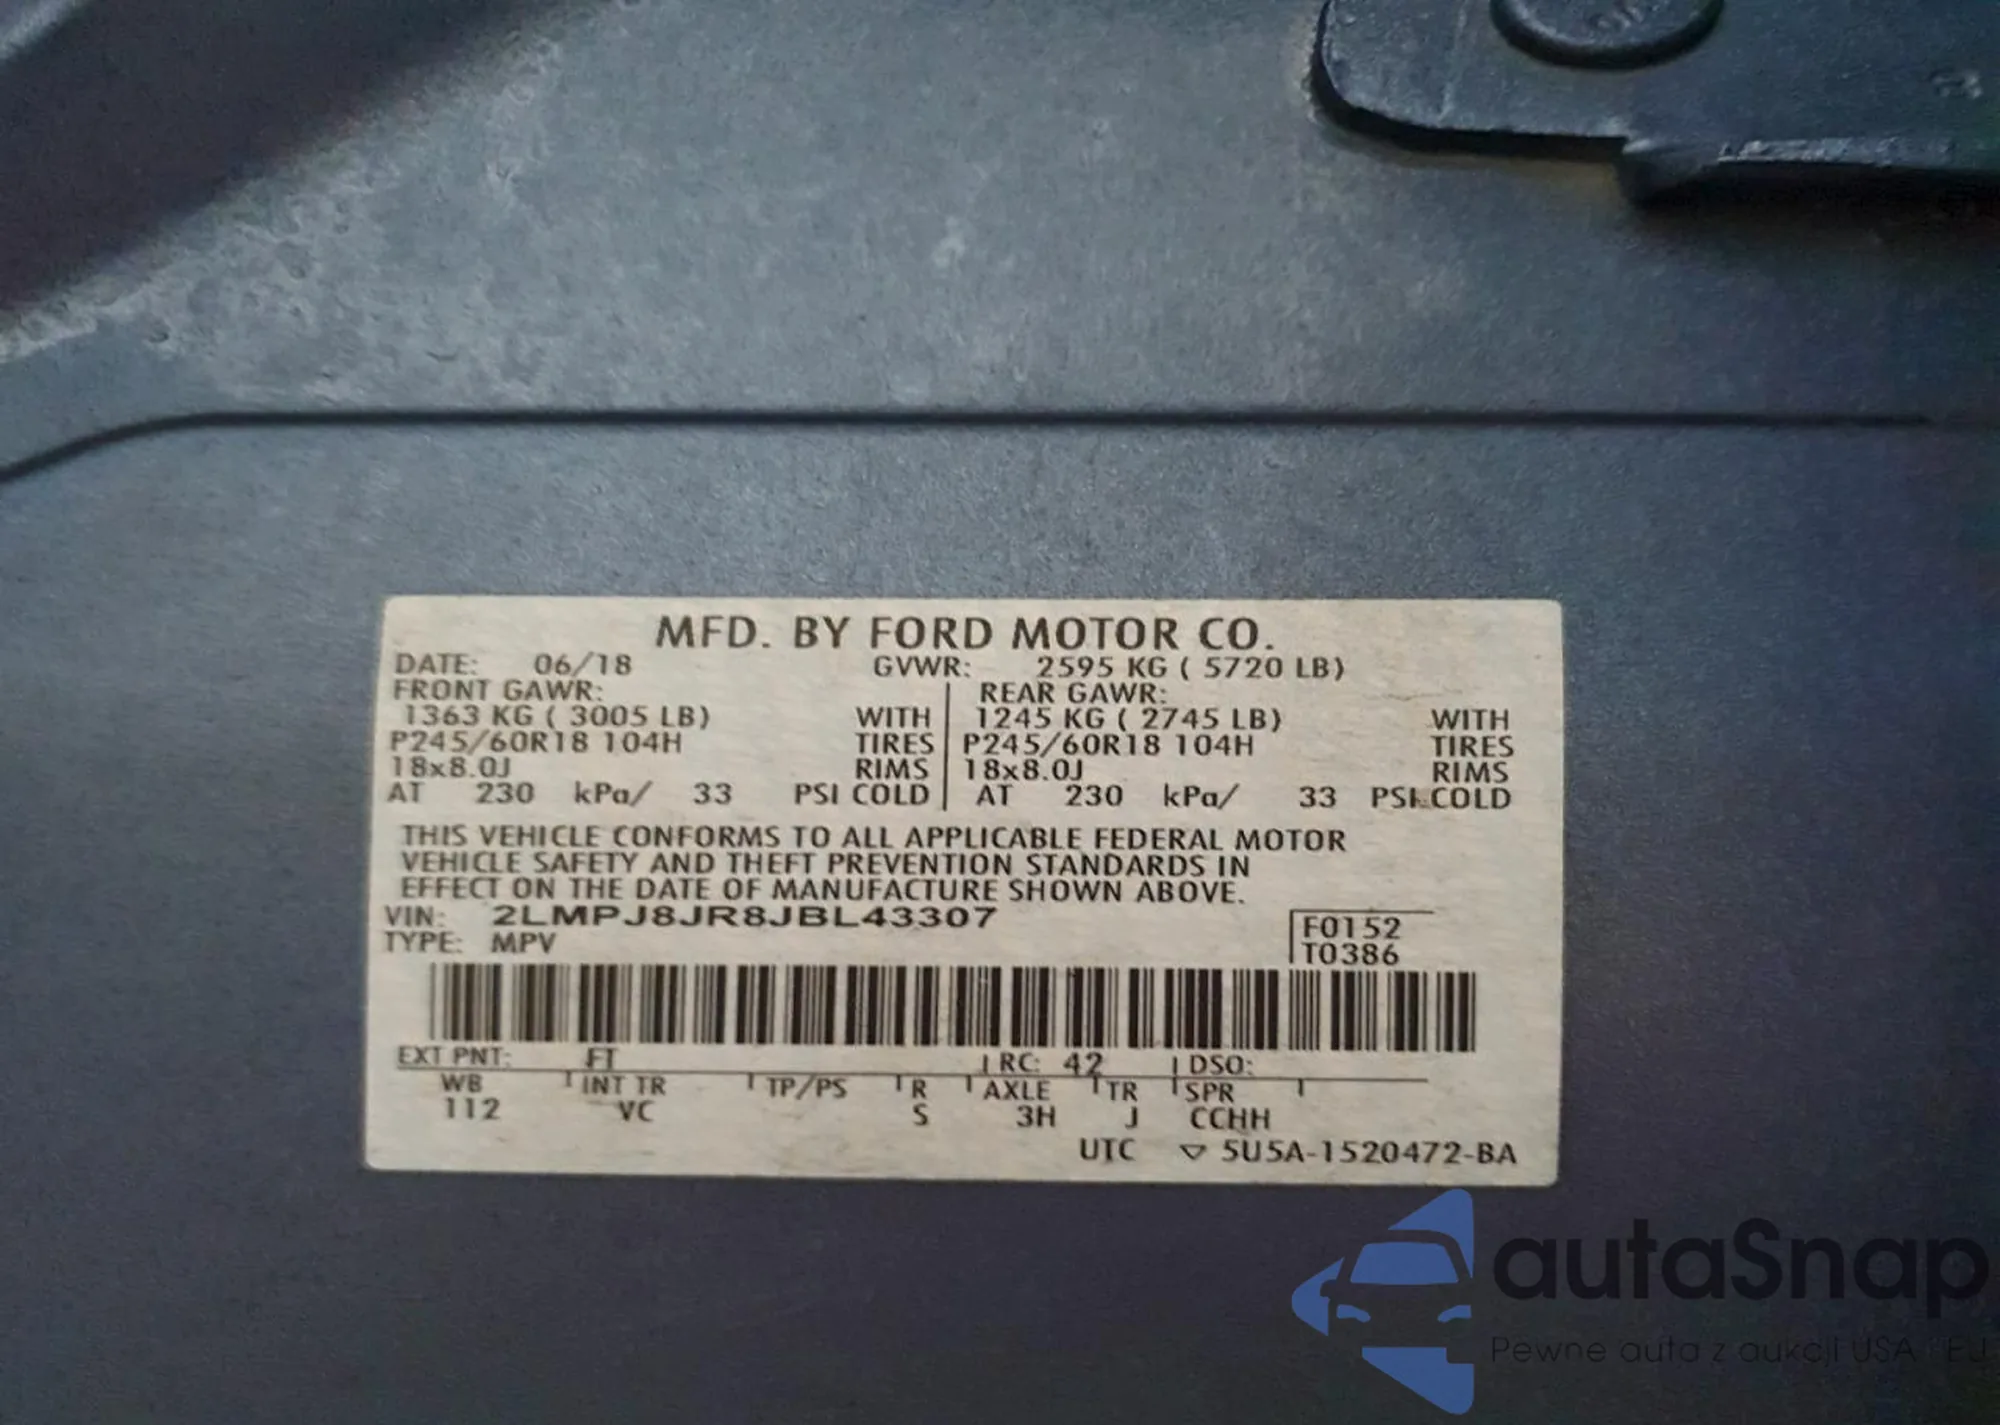 MFD. BY FORD MOTOR CO.
DATE: 06/18 GVWR: 2595 KG ( 5720 LB)
FRONT GAWR: REAR GAWR:
1363 KG ( 3005 LB) WITH 1245 KG ( 2745 LB) WITH
P245/60R18 104H TIRES P245/60R18 104H TIRES
18x8.0J RIMS 18x8.0J RIMS
AT 230 kPa/ 33 PSI COLD AT 230 kPa/ 33 PSI COLD
THIS VEHICLE CONFORMS TO ALL APPLICABLE FEDERAL MOTOR
VEHICLE SAFETY AND THEFT PREVENTION STANDARDS IN
EFFECT ON THE DATE OF MANUFACTURE SHOWN ABOVE.
VIN: 2LMPJ8JR8JBL43307
F0152
TYPE: MPV
T0386
EXT PNT: FT RC: 42 DSO:
WB INT TR TP/PS R AXLE TR SPR
112 VC S 3H J CCHH
UTC ▽ 5U5A-1520472-BA
autaSnap
Pewne auta z aukcji USA i EU